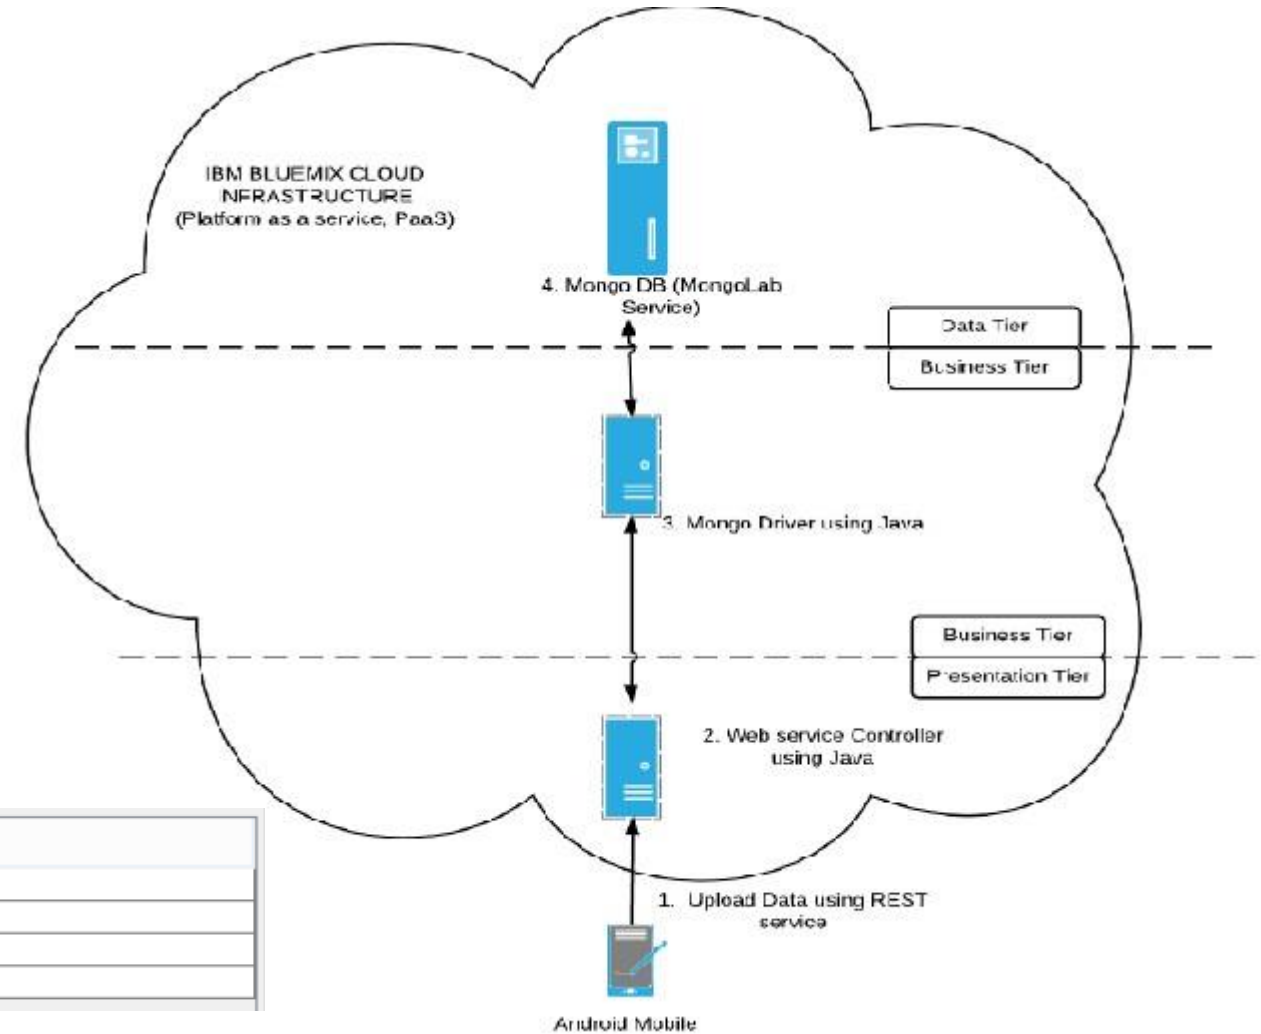 IBM BLUEMIX CLOUD
INFRASTRUCTURE
(Platform as a service, PaaS)
4. Mongo DB (MongoLab
Service)
Data Tier
Business Tier
3. Mongo Driver using Java
Business Tier
Presentation Tier
2. Web service Controller
using Java
1. Upload Data using REST
service
Android Mobile